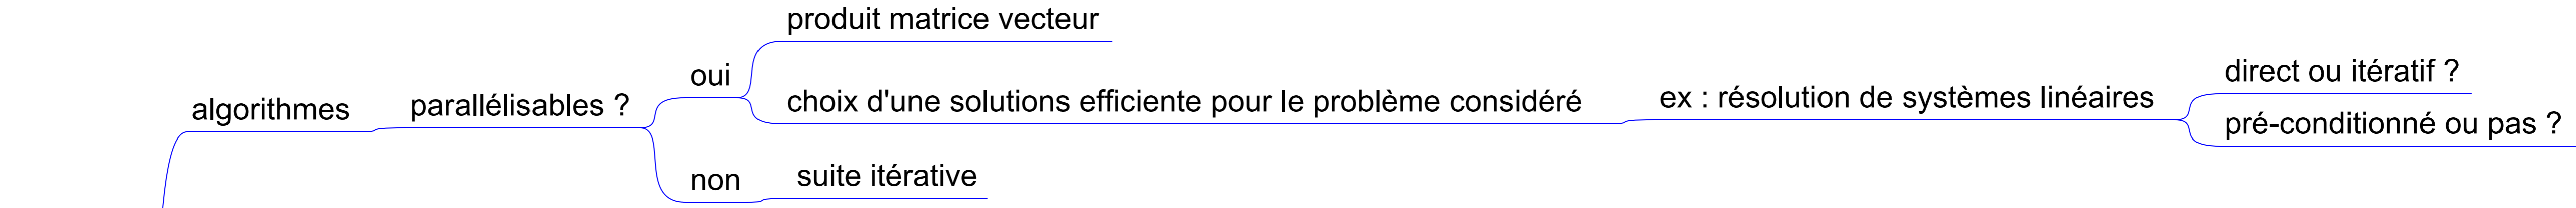 produit matrice vecteur
oui
direct ou itératif ?
algorithmes
parallélisables ?
choix d'une solutions efficiente pour le problème considéré
ex : résolution de systèmes linéaires
pré-conditionné ou pas ?
non
suite itérative